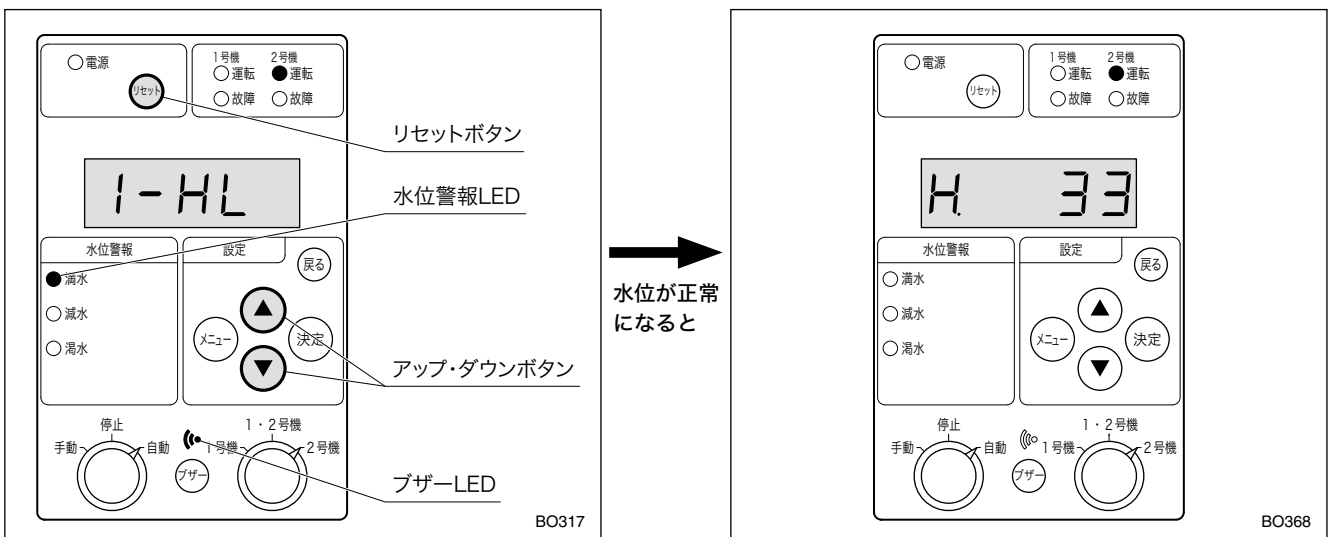 電源
リセット
1号機 2号機
運転 運転
故障 故障
リセットボタン
1-HL
水位警報LED
水位警報
設定
戻る
満水
減水
渇水
メニュー
▲
決定
▼
アップ・ダウンボタン
停止
手動
自動
1・2号機
1号機
2号機
ブザー
ブザーLED
BO317
水位が正常
になると
電源
リセット
1号機 2号機
運転 運転
故障 故障
H. 33
水位警報
設定
戻る
満水
減水
渇水
メニュー
▲
決定
▼
停止
手動
自動
1・2号機
1号機
2号機
ブザー
BO368